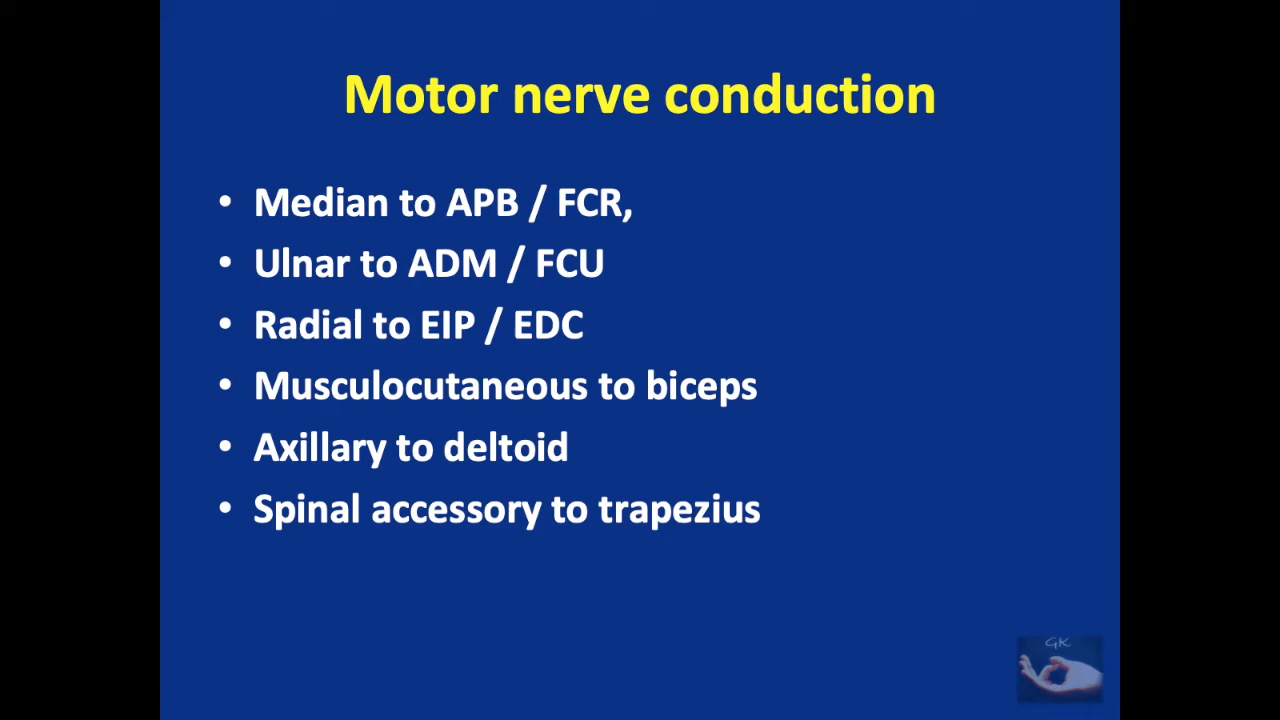 Motor nerve conduction
• Median to APB / FCR,
• Ulnar to ADM / FCU
• Radial to EIP / EDC
• Musculocutaneous to biceps
• Axillary to deltoid
• Spinal accessory to trapezius
GK